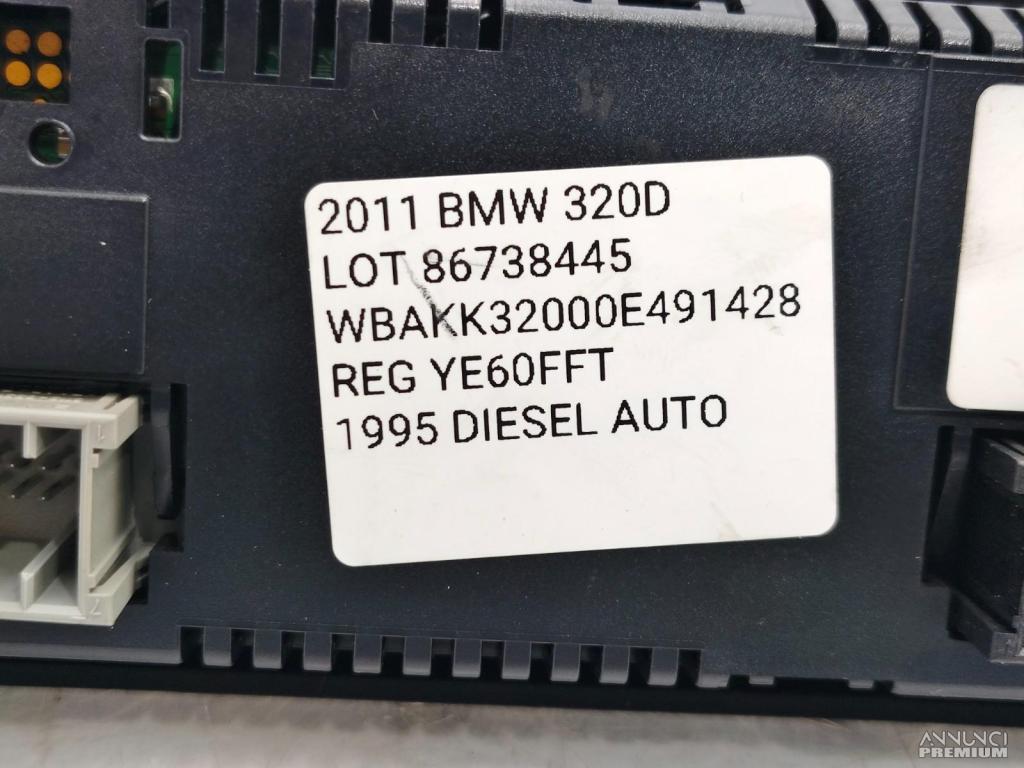 2011 BMW 320D
LOT 86738445
WBAKK32000E491428
REG YE60FFT
1995 DIESEL AUTO
ANNUNCI
PREMIUM